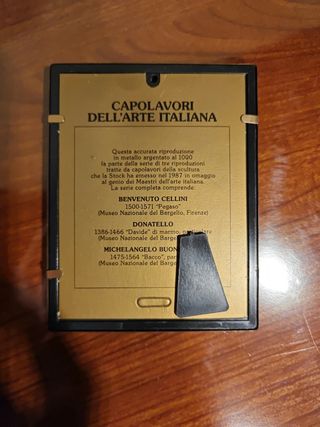 CAPOLAVORI
DELL'ARTE ITALIANA
Questa accurata riproduzione
in metallo argentato al 1000
fa parte della serie di tre riproduzioni
tratte da capolavori della scultura
che la Stock ha emesso nel 1987 in omaggio
al genio dei Maestri dell'arte italiana.
La serie completa comprende:
BENVENUTO CELLINI
1500-1571 "Pegaso"
(Museo Nazionale del Bargello, Firenze)
DONATELLO
1386-1466 "Davide" di marmo,
(Museo Nazionale del
MICHELANGELO
1475-1564 "Bacco",
(Museo Nazionale del